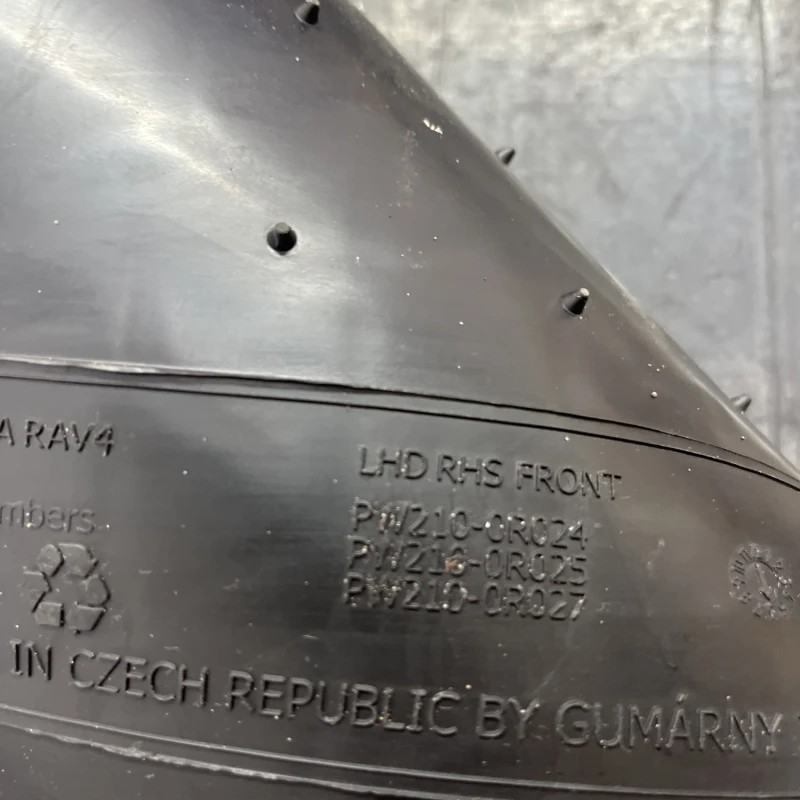 A RAV4
LHD RHS FRONT
mbers
PW210-0R024
PW210-0R025
PW210-0R027
IN CZECH REPUBLIC BY GUMÁRNY